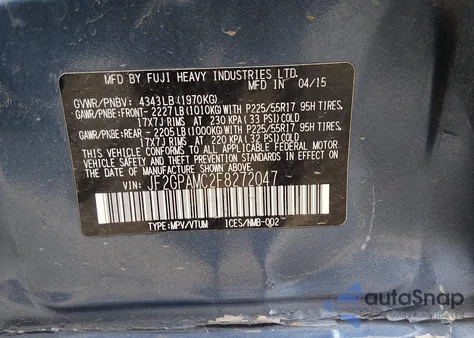 MFD BY FUJI HEAVY INDUSTRIES LTD.
MFD IN 04/15
GVWR/PNBV: 4343LB(1970KG)
GAWR/PNBE:FRONT- 2227LB(1010KG)WITH P225/55R17 95H TIRES,
17X7J RIMS AT 230 KPA(33 PSI)COLD
GAWR/PNBE:REAR - 2205LB(1000KG)WITH P225/55R17 95H TIRES,
17X7J RIMS AT 220 KPA(32 PSI)COLD
THIS VEHICLE CONFORMS TO ALL APPLICABLE FEDERAL MOTOR
VEHICLE SAFETY AND THEFT PREVENTION STANDARDS IN EFFECT ON
THE DATE OF MANUFACTURE SHOWN ABOVE.
VIN: JF2GPAMC2F8272047
TYPE:MPV/VTUM ICES/NMB-002
autoSnap